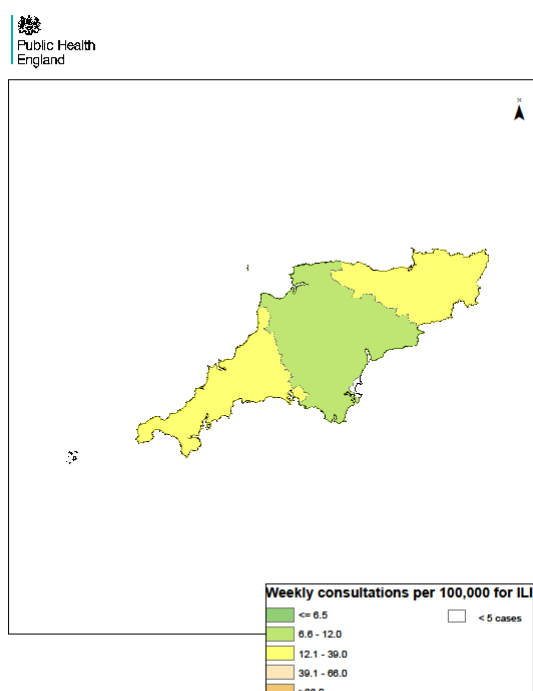 Public Health
England
N
Weekly consultations per 100,000 for ILI
<= 6.5
< 5 cases
6.6 - 12.0
12.1 - 39.0
39.1 - 66.0